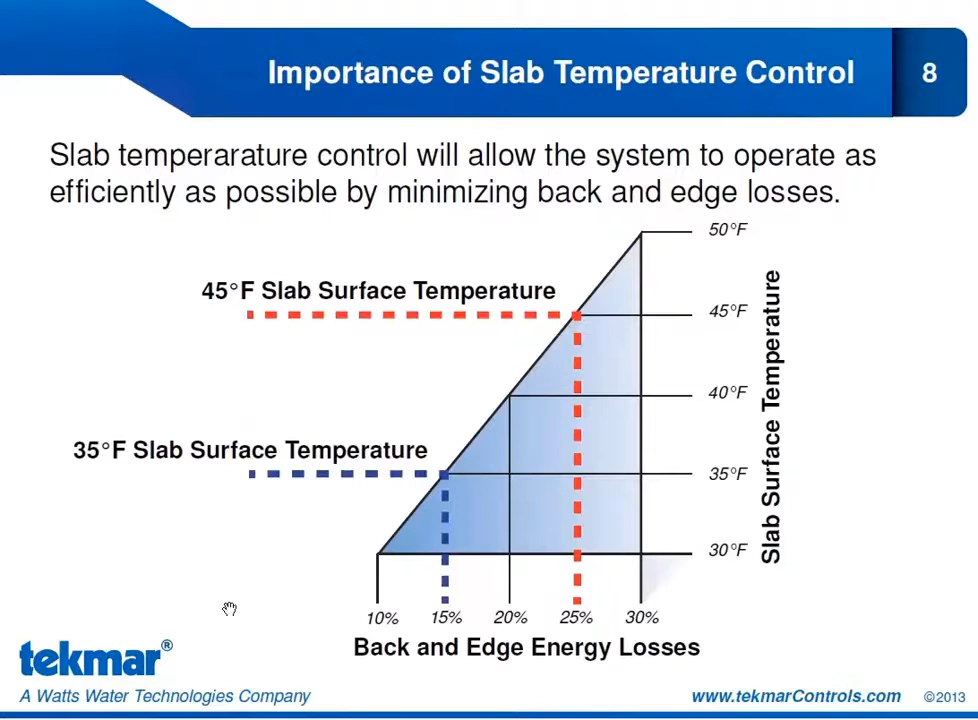 Importance of Slab Temperature Control
8
Slab temperarature control will allow the system to operate as
efficiently as possible by minimizing back and edge losses.
50°F
45°F Slab Surface Temperature
45°F
40°F
35°F Slab Surface Temperature
35°F
30°F
Slab Surface Temperature
10% 15% 20% 25% 30%
Back and Edge Energy Losses
tekmar®
A Watts Water Technologies Company
www.tekmarControls.com ©2013